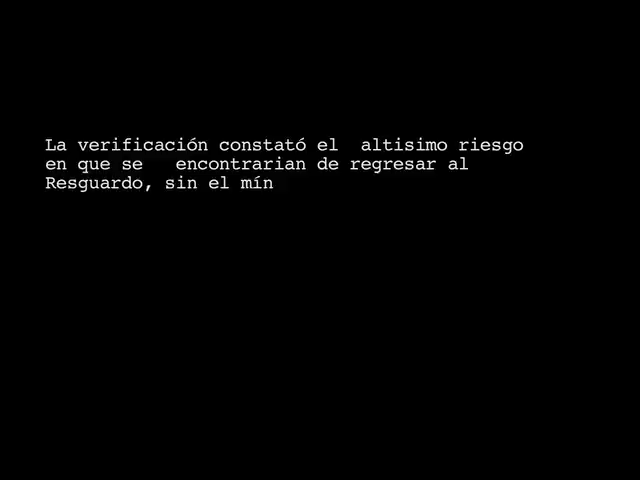 La verificación constató el  altisimo riesgo
en que se   encontrarian de regresar al
Resguardo, sin el mín